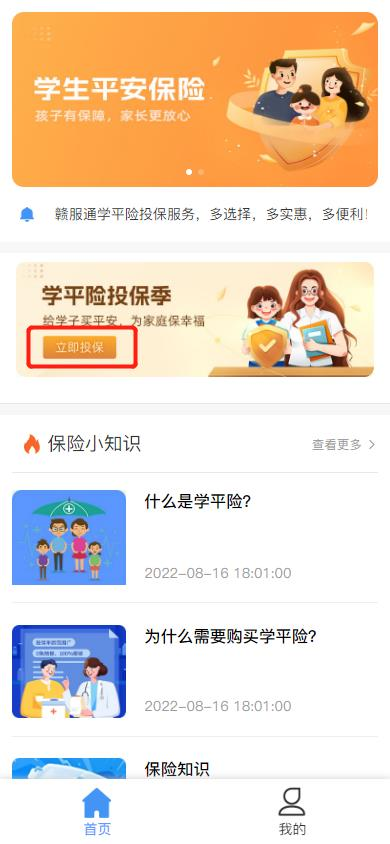 学生平安保险
孩子有保障，家长更放心
赣服通学平险投保服务，多选择，多实惠，多便利！
学平险投保季
给学子买平安，为家庭保幸福
立即投保
保险小知识
查看更多
什么是学平险？
2022-08-16 18:01:00
为什么需要购买学平险？
2022-08-16 18:01:00
保险知识
首页
我的